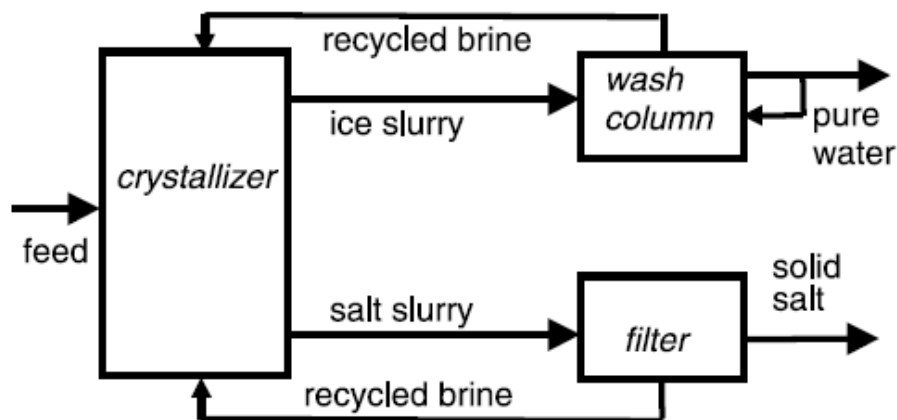 recycled brine
wash
column
ice slurry
pure
water
crystallizer
feed
solid
salt
salt slurry
filter
recycled brine